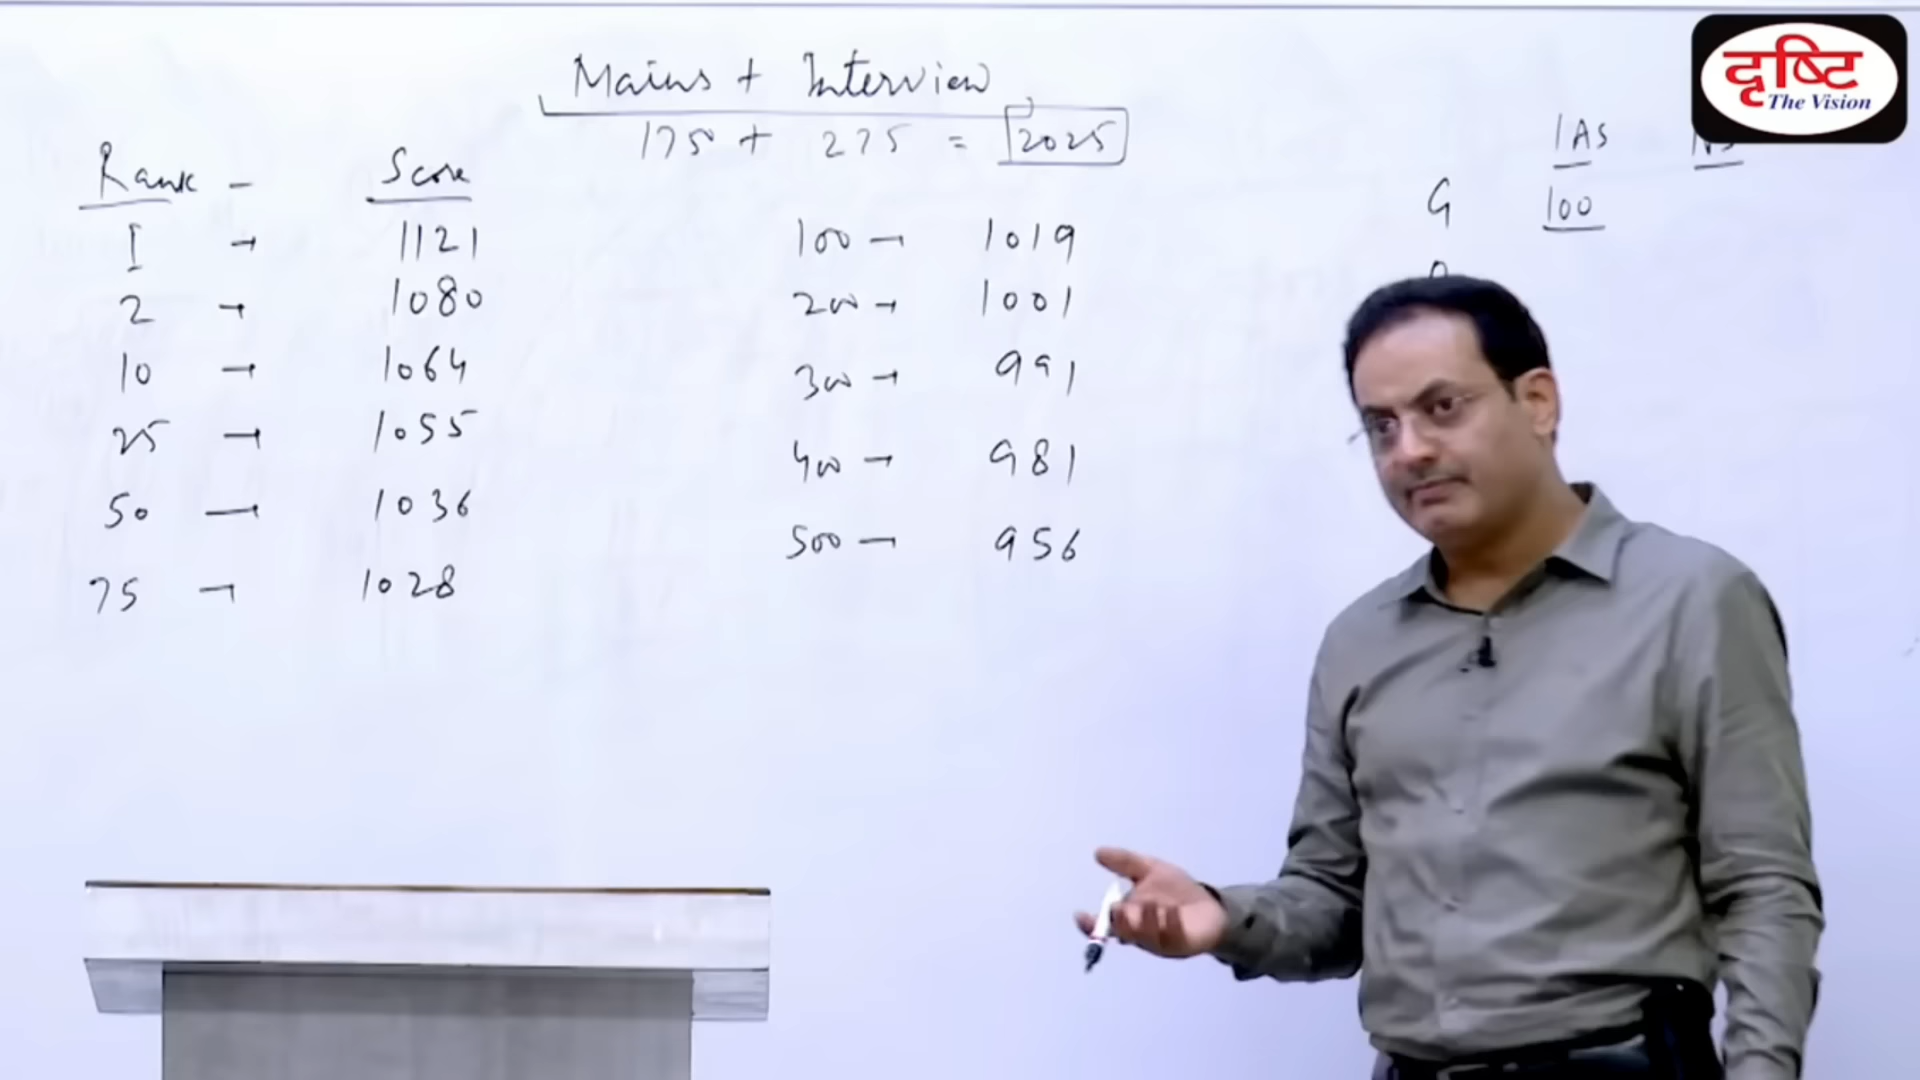 Mains + Interview
175 + 275 = 2025
Rank - Score
1 → 1121
2 → 1080
10 → 1064
25 → 1055
50 → 1036
75 → 1028
100 → 1019
200 → 1001
300 → 991
400 → 981
500 → 956
IAS
G 100
दृष्टि
The Vision